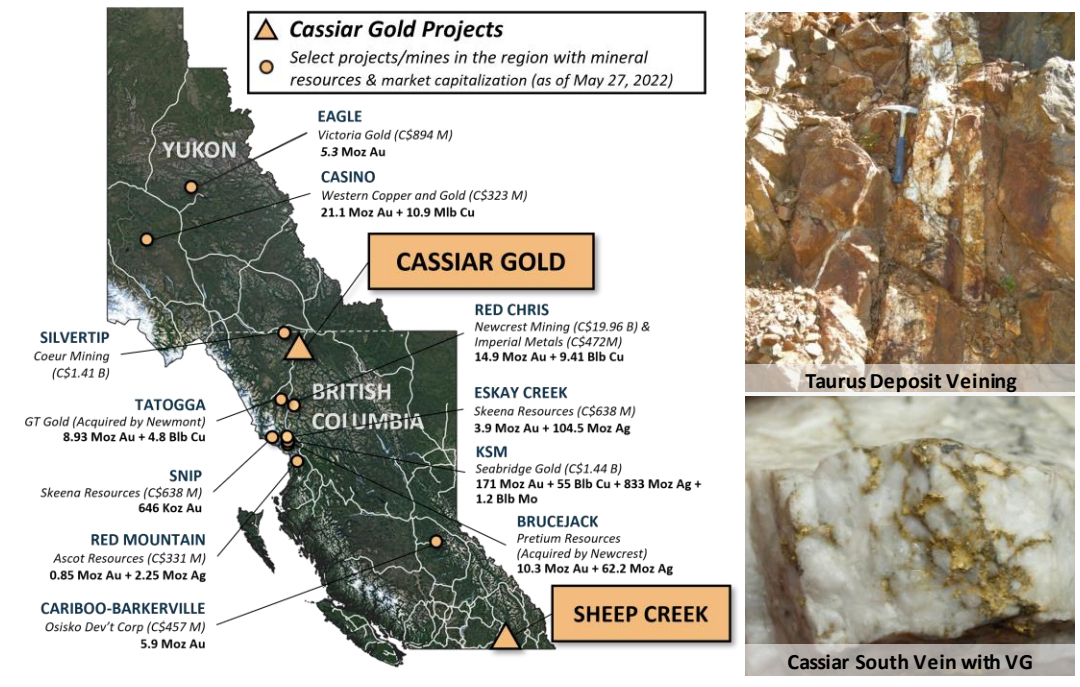 Cassiar Gold Projects
Select projects/mines in the region with mineral
resources & market capitalization (as of May 27, 2022)
EAGLE
Victoria Gold (C$894 M)
5.3 Moz Au
YUKON
CASINO
Western Copper and Gold (C$323 M)
21.1 Moz Au + 10.9 Mlb Cu
CASSIAR GOLD
RED CHRIS
Newcrest Mining (C$19.96 B) &
Imperial Metals (C$472M)
14.9 Moz Au + 9.41 Blb Cu
SILVERTIP
Coeur Mining
(C$1.41 B)
BRITISH
COLUMBIA
TATOGGA
GT Gold (Acquired by Newmont)
8.93 Moz Au + 4.8 Blb Cu
ESKAY CREEK
Skeena Resources (C$638 M)
3.9 Moz Au + 104.5 Moz Ag
KSM
Seabridge Gold (C$1.44 B)
171 Moz Au + 55 Blb Cu + 833 Moz Ag +
1.2 Blb Mo
SNIP
Skeena Resources (C$638 M)
646 Koz Au
BRUCEJACK
Pretium Resources
(Acquired by Newcrest)
10.3 Moz Au + 62.2 Moz Ag
RED MOUNTAIN
Ascot Resources (C$331 M)
0.85 Moz Au + 2.25 Moz Ag
CARIBOO-BARKERVILLE
Osisko Dev't Corp (C$457 M)
5.9 Moz Au
SHEEP CREEK
Taurus Deposit Veining
Cassiar South Vein with VG